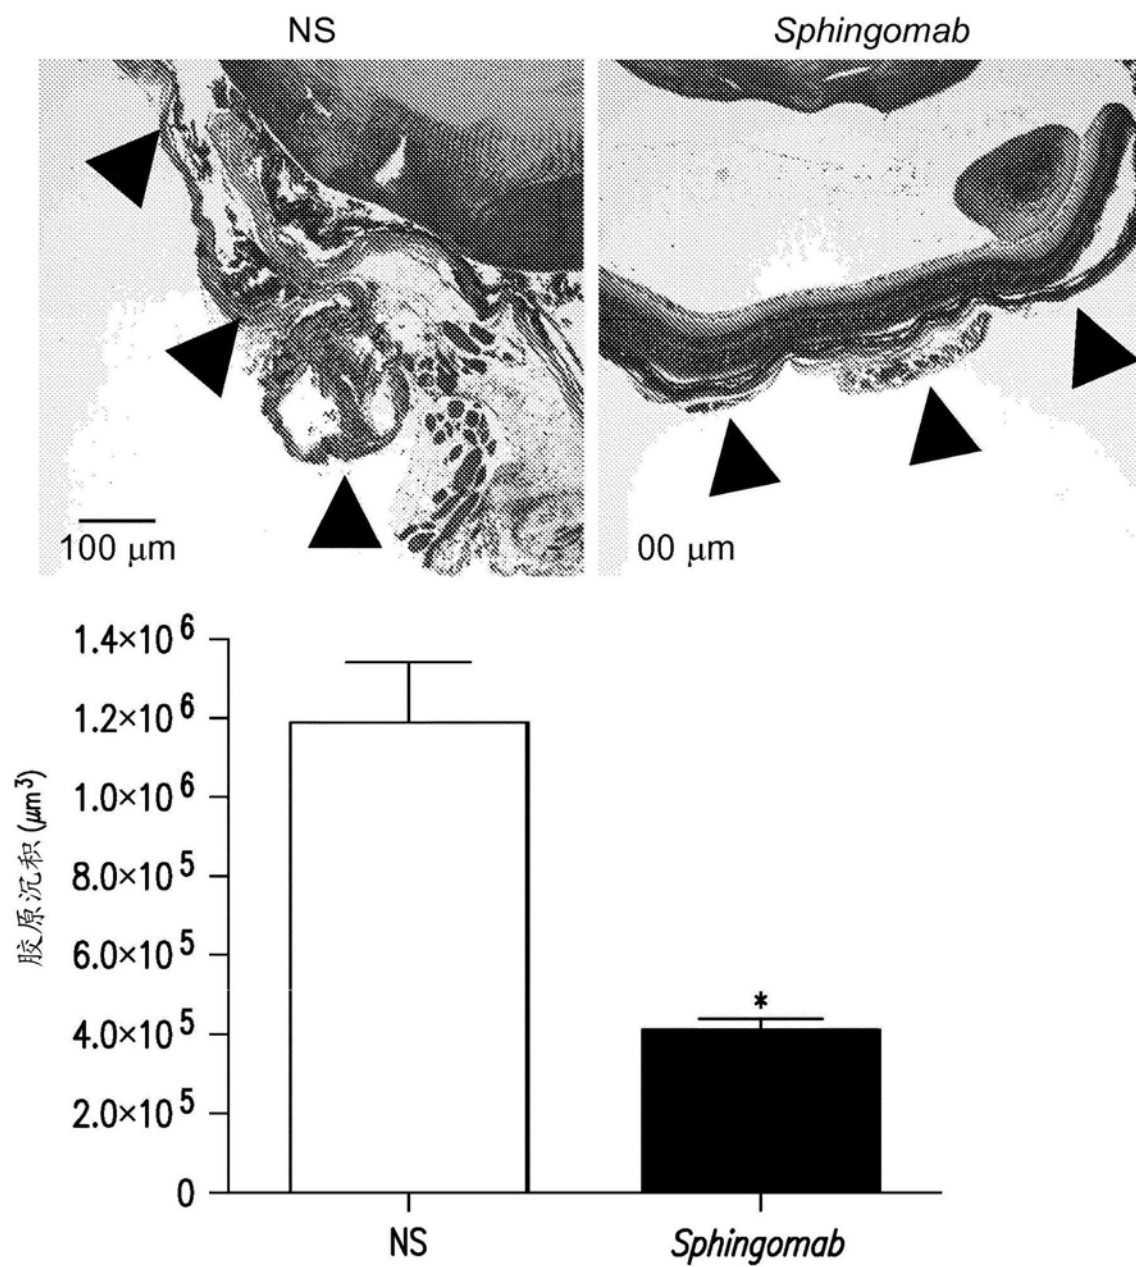 NS
Sphingomab
100 μm
00 μm
1.4×10⁶
1.2×10⁶
1.0×10⁶
8.0×10⁵
6.0×10⁵
4.0×10⁵
2.0×10⁵
0
胶原沉积 (μm³)
*
NS
Sphingomab